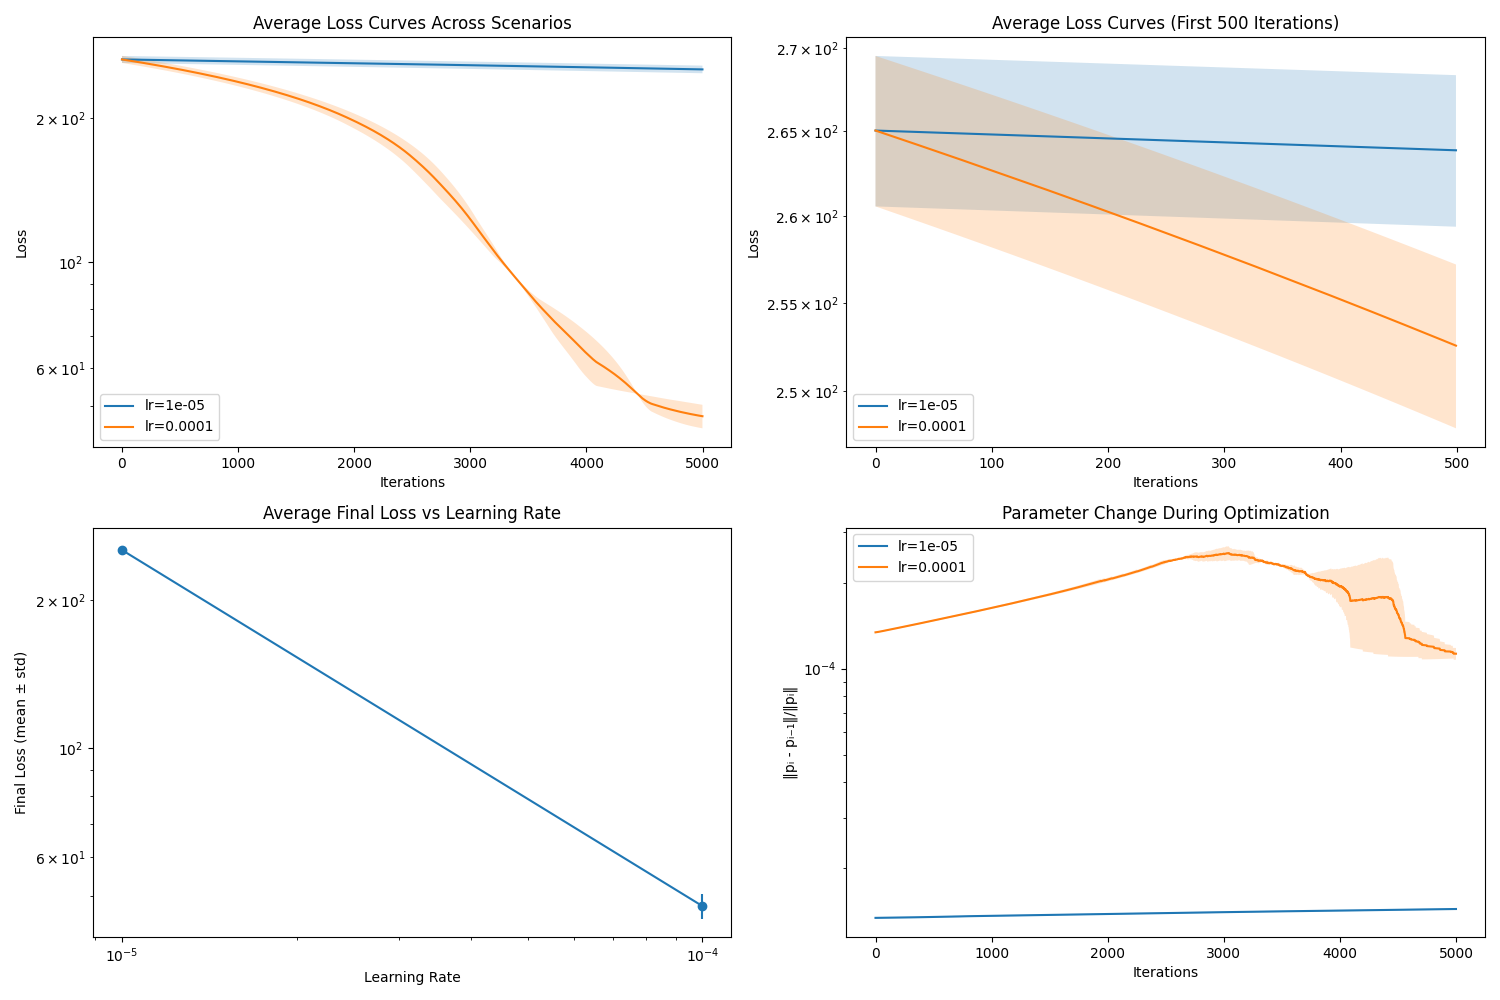 Average Loss Curves Across Scenarios
Loss
2 × 10²
10²
6 × 10¹
lr=1e-05
lr=0.0001
0 1000 2000 3000 4000 5000
Iterations
Average Loss Curves (First 500 Iterations)
Loss
2.7 × 10²
2.65 × 10²
2.6 × 10²
2.55 × 10²
2.5 × 10²
lr=1e-05
lr=0.0001
0 100 200 300 400 500
Iterations
Average Final Loss vs Learning Rate
Final Loss (mean ± std)
2 × 10²
10²
6 × 10¹
10⁻⁵ 10⁻⁴
Learning Rate
Parameter Change During Optimization
lr=1e-05
lr=0.0001
‖pᵢ - pᵢ₋₁‖/‖pᵢ‖
10⁻⁴
0 1000 2000 3000 4000 5000
Iterations